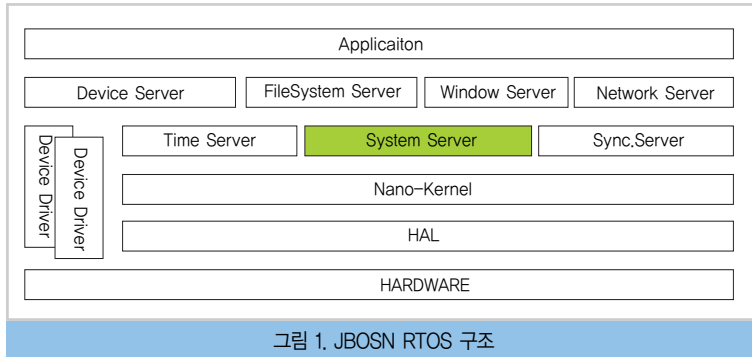 Applicaiton
Device Server
FileSystem Server
Window Server
Network Server
Device Driver
Device Driver
Time Server
System Server
Sync.Server
Nano-Kernel
HAL
HARDWARE
그림 1. JBOSN RTOS 구조